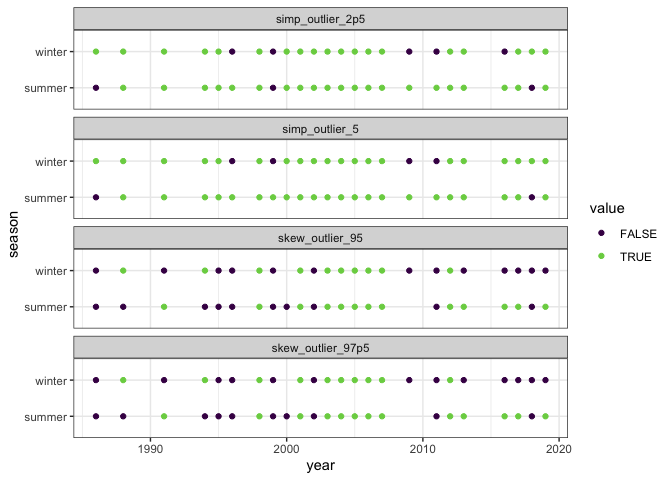 simp_outlier_2p5
winter
summer
simp_outlier_5
winter
summer
skew_outlier_95
winter
summer
skew_outlier_97p5
winter
summer
1990 2000 2010 2020
year
season
value
FALSE
TRUE